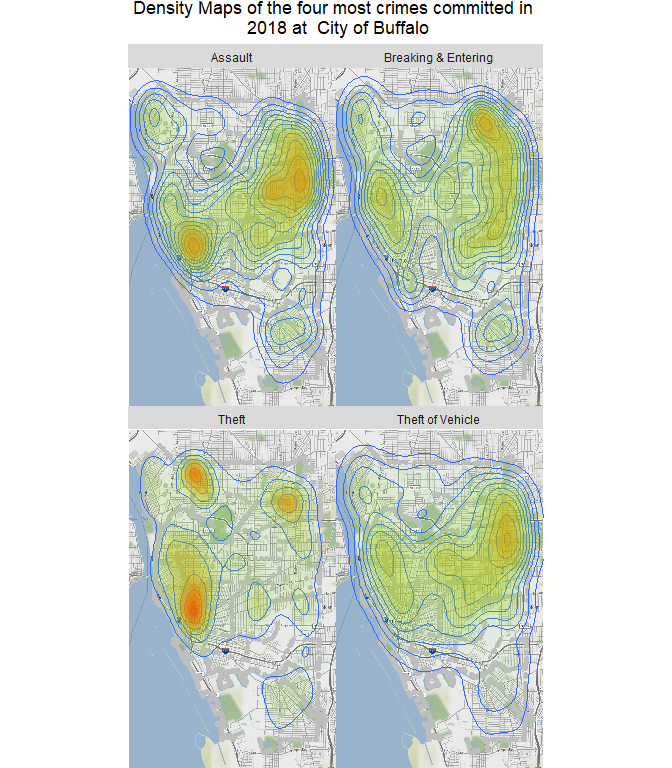 Density Maps of the four most crimes committed in
2018 at City of Buffalo
Assault
Breaking & Entering
Theft
Theft of Vehicle